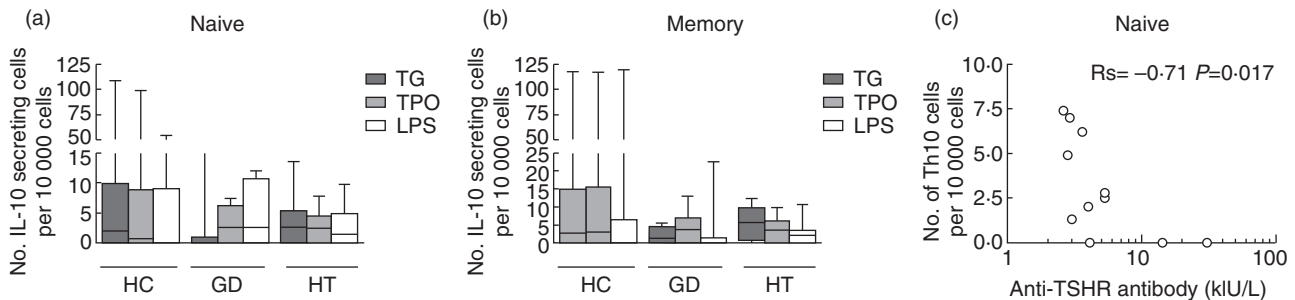 (a)
Naive
No. IL-10 secreting cells
per 10 000 cells
125
100
75
50
15
10
5
0
HC
GD
HT
TG
TPO
LPS
(b)
Memory
No. IL-10 secreting cells
per 10 000 cells
125
100
75
50
25
20
15
10
5
0
HC
GD
HT
TG
TPO
LPS
(c)
Naive
Rs= –0·71 P=0·017
No. of Th10 cells
per 10 000 cells
10·0
7·5
5·0
2·5
0·0
1
10
100
Anti-TSHR antibody (kIU/L)